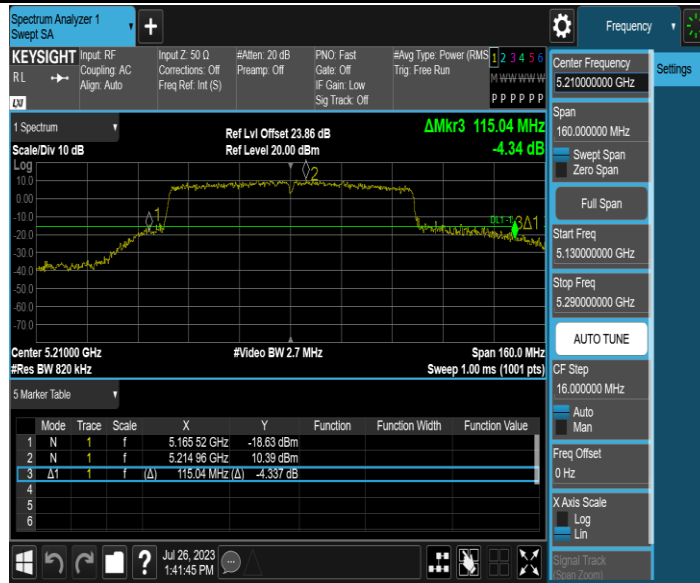 Spectrum Analyzer 1
Swept SA
Frequency
KEYSIGHT
RL
LXI
Input: RF
Coupling: AC
Align: Auto
Input Z: 50 Ω
Corrections: Off
Freq Ref: Int (S)
#Atten: 20 dB
Preamp: Off
PNO: Fast
Gate: Off
IF Gain: Low
Sig Track: Off
#Avg Type: Power (RMS
Trig: Free Run
1 2 3 4 5 6
M W W W W W
P P P P P P
Center Frequency
5.210000000 GHz
Settings
Span
160.000000 MHz
Swept Span
Zero Span
Full Span
Start Freq
5.130000000 GHz
Stop Freq
5.290000000 GHz
AUTO TUNE
CF Step
16.000000 MHz
Auto
Man
Freq Offset
0 Hz
X Axis Scale
Log
Lin
Signal Track
(Span Zoom)
1 Spectrum
Scale/Div 10 dB
Ref Lvl Offset 23.86 dB
Ref Level 20.00 dBm
ΔMkr3 115.04 MHz
-4.34 dB
Log
10.0
0.00
-10.0
-20.0
-30.0
-40.0
-50.0
-60.0
-70.0
1
2
3Δ1
Center 5.21000 GHz
#Video BW 2.7 MHz
Span 160.0 MHz
#Res BW 820 kHz
Sweep 1.00 ms (1001 pts)
5 Marker Table
Mode Trace Scale X Y Function Function Width Function Value
1 N 1 f 5.165 52 GHz -18.63 dBm
2 N 1 f 5.214 96 GHz 10.39 dBm
3 Δ1 1 f (Δ) 115.04 MHz (Δ) -4.337 dB
4
5
6
?
Jul 26, 2023
1:41:45 PM